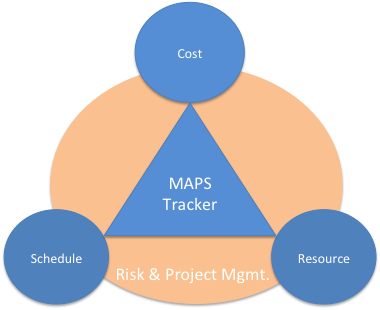 Cost
MAPS
Tracker
Schedule
Resource
Risk & Project Mgmt.